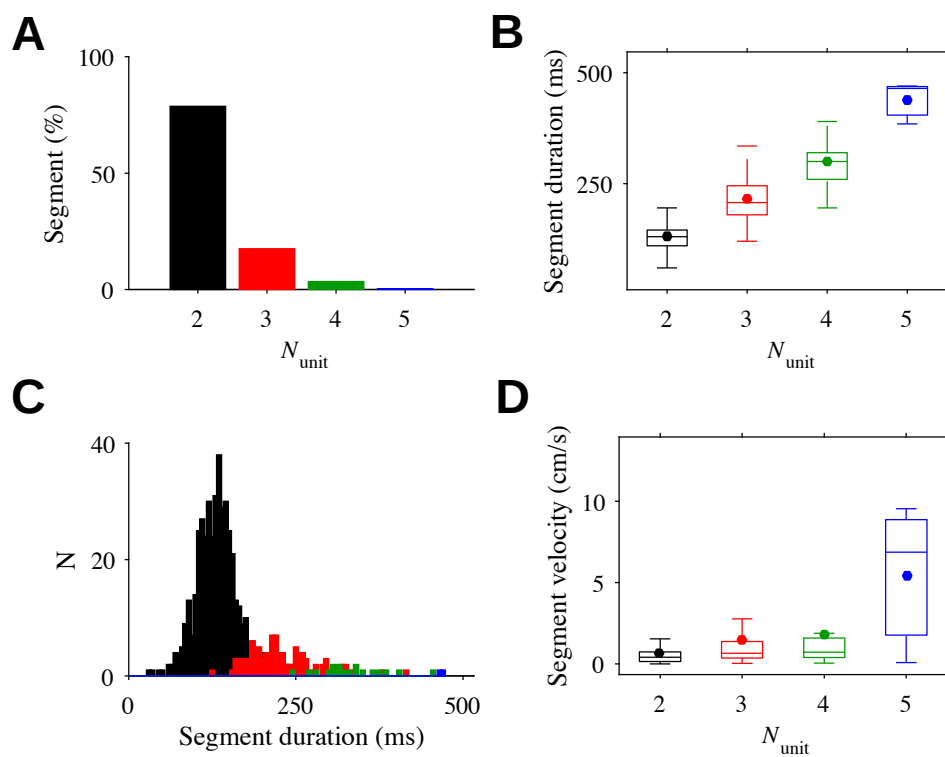 A
Segment (%)
100
50
0
2 3 4 5
N unit
B
Segment duration (ms)
500
250
2 3 4 5
N unit
C
N
40
20
0
0 250 500
Segment duration (ms)
D
Segment velocity (cm/s)
10
5
0
2 3 4 5
N unit